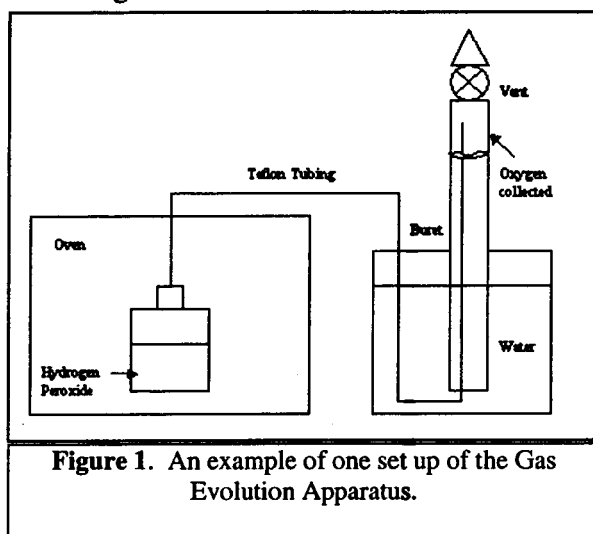 Vent
Oxygen
collected
Teflon Tubing
Buret
Oven
Water
Hydrogen
Peroxide
Figure 1. An example of one set up of the Gas
Evolution Apparatus.